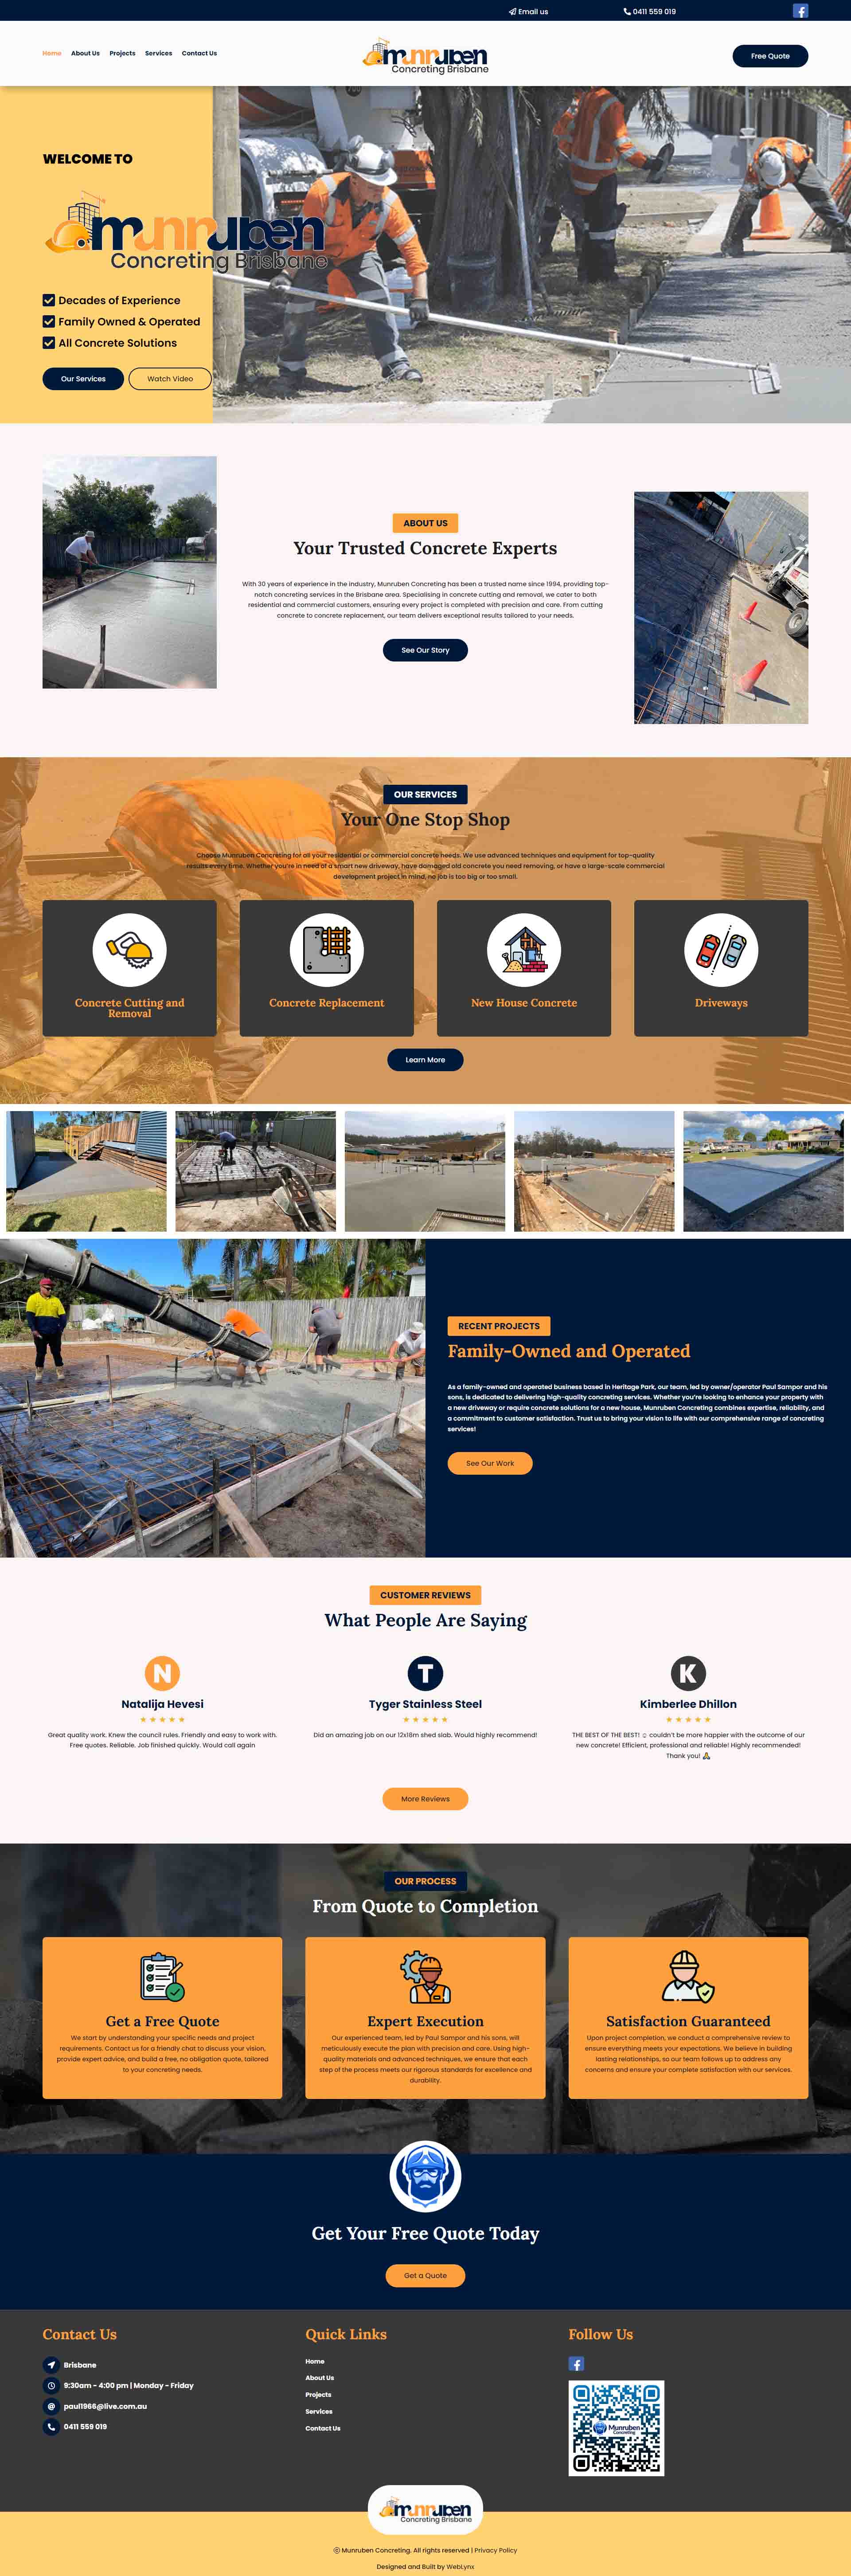 Email us
0411 559 019
Home About Us Projects Services Contact Us
munruben
Concreting Brisbane
Free Quote
WELCOME TO
munruben
Concreting Brisbane
Decades of Experience
Family Owned & Operated
All Concrete Solutions
Our Services
Watch Video
ABOUT US
Your Trusted Concrete Experts
With 30 years of experience in the industry, Munruben Concreting has been a trusted name since 1994, providing top-
notch concreting services in the Brisbane area. Specialising in concrete cutting and removal, we cater to both
residential and commercial customers, ensuring every project is completed with precision and care. From cutting
concrete to concrete replacement, our team delivers exceptional results tailored to your needs.
See Our Story
OUR SERVICES
Your One Stop Shop
Choose Munruben Concreting for all your residential or commercial concrete needs. We use advanced techniques and equipment for top-quality
results every time. Whether you're in need of a smart new driveway, have damaged old concrete you need removing, or have a large-scale commercial
development project in mind, no job is too big or too small.
Concrete Cutting and
Removal
Concrete Replacement
New House Concrete
Driveways
Learn More
RECENT PROJECTS
Family-Owned and Operated
As a family-owned and operated business based in Heritage Park, our team, led by owner/operator Paul Sampor and his
sons, is dedicated to delivering high-quality concreting services. Whether you're looking to enhance your property with
a new driveway or require concrete solutions for a new house, Munruben Concreting combines expertise, reliability, and
a commitment to customer satisfaction. Trust us to bring your vision to life with our comprehensive range of concreting
services!
See Our Work
CUSTOMER REVIEWS
What People Are Saying
N
Natalija Hevesi
★★★★★
Great quality work. Knew the council rules. Friendly and easy to work with.
Free quotes. Reliable. Job finished quickly. Would call again
T
Tyger Stainless Steel
★★★★★
Did an amazing job on our 12x18m shed slab. Would highly recommend!
K
Kimberlee Dhillon
★★★★★
THE BEST OF THE BEST! ☺ couldn't be more happier with the outcome of our
new concrete! Efficient, professional and reliable! Highly recommended!
Thank you! 🙏
More Reviews
OUR PROCESS
From Quote to Completion
Get a Free Quote
We start by understanding your specific needs and project
requirements. Contact us for a friendly chat to discuss your vision,
provide expert advice, and build a free, no obligation quote, tailored
to your concreting needs.
Expert Execution
Our experienced team, led by Paul Sampor and his sons, will
meticulously execute the plan with precision and care. Using high-
quality materials and advanced techniques, we ensure that each
step of the process meets our rigorous standards for excellence and
durability.
Satisfaction Guaranteed
Upon project completion, we conduct a comprehensive review to
ensure everything meets your expectations. We believe in building
lasting relationships, so our team follows up to address any
concerns and ensure your complete satisfaction with our services.
Get Your Free Quote Today
Get a Quote
Contact Us
Brisbane
9:30am - 4:00 pm | Monday - Friday
paul1966@live.com.au
0411 559 019
Quick Links
Home
About Us
Projects
Services
Contact Us
Follow Us
Munruben
Concreting
munruben
Concreting Brisbane
© Munruben Concreting. All rights reserved | Privacy Policy
Designed and Built by WebLynx